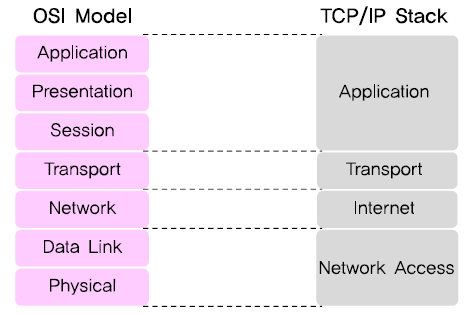 OSI Model
Application
Presentation
Session
Transport
Network
Data Link
Physical
TCP/IP Stack
Application
Transport
Internet
Network Access